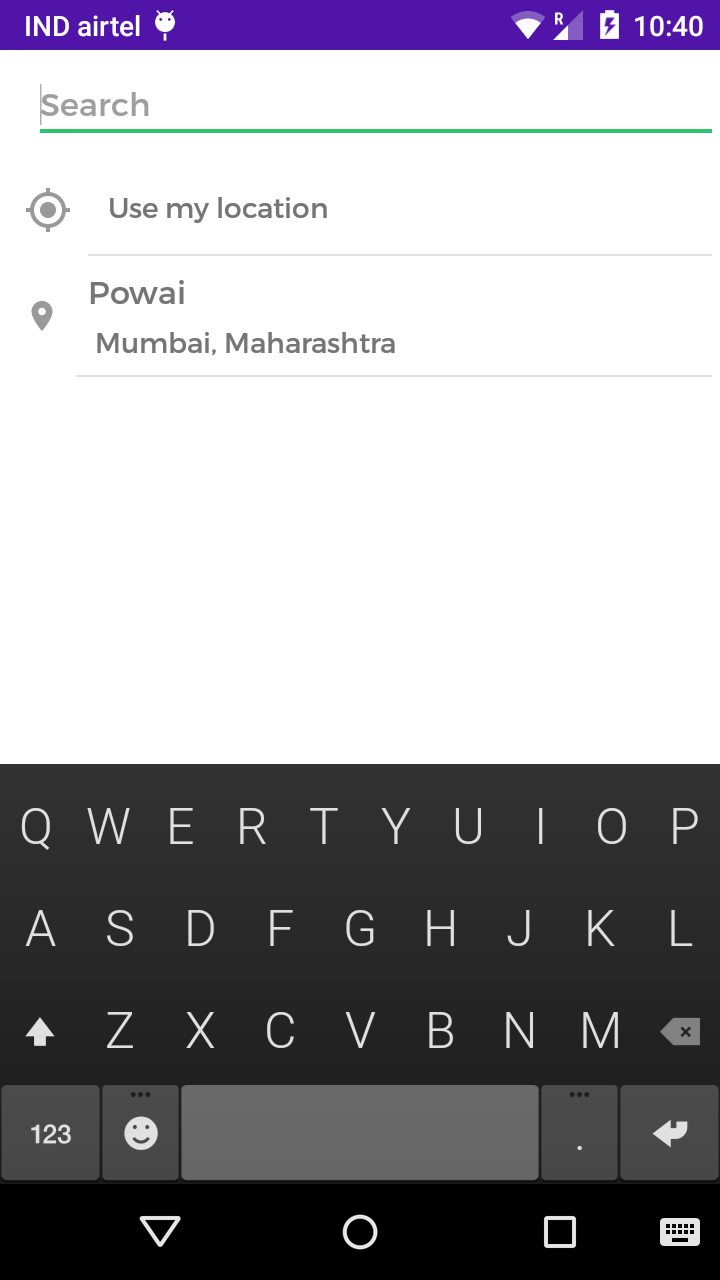 IND airtel 10:40
Search
Use my location
Powai
Mumbai, Maharashtra
Q W E R T Y U I O P
A S D F G H J K L
Z X C V B N M
123 .